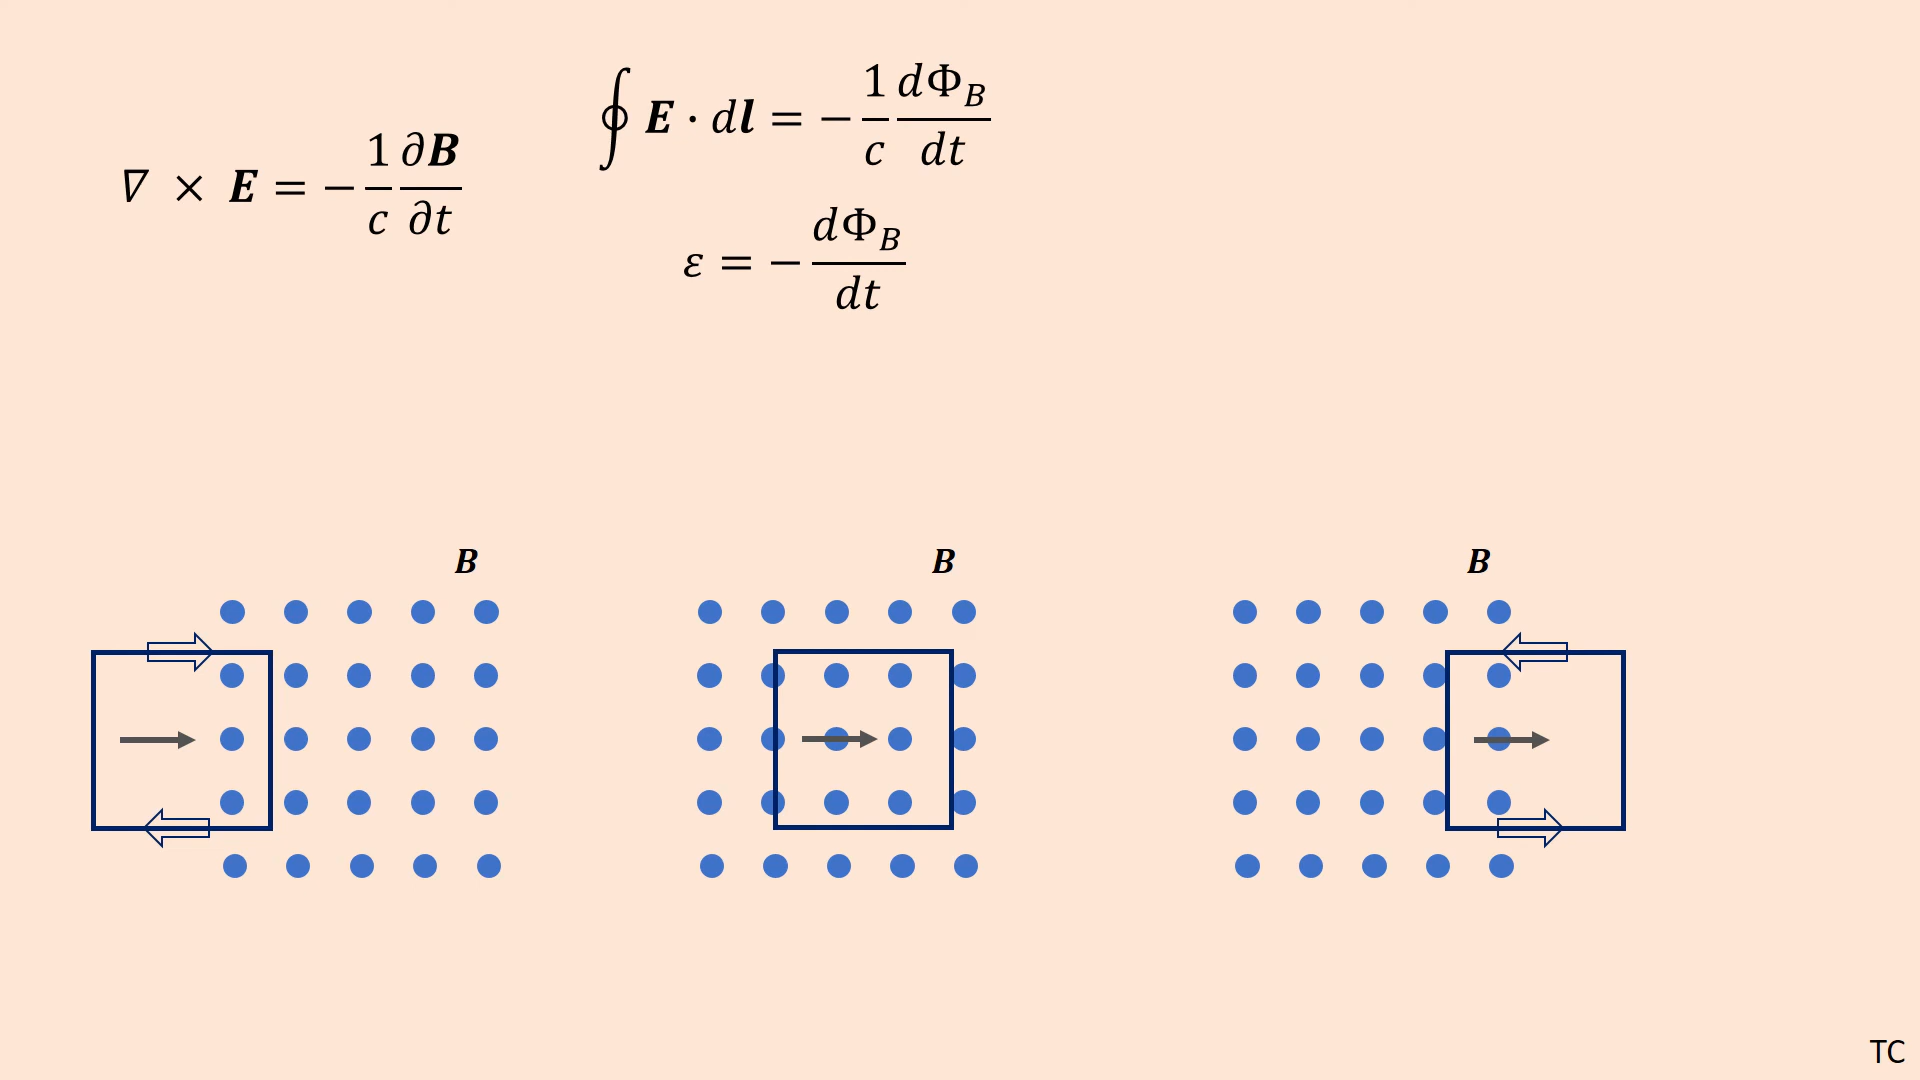 ∇ × E = − 1/c ∂B/∂t
∮ E · dl = − 1/c dΦ_B/dt
ε = − dΦ_B/dt
B
B
B
TC